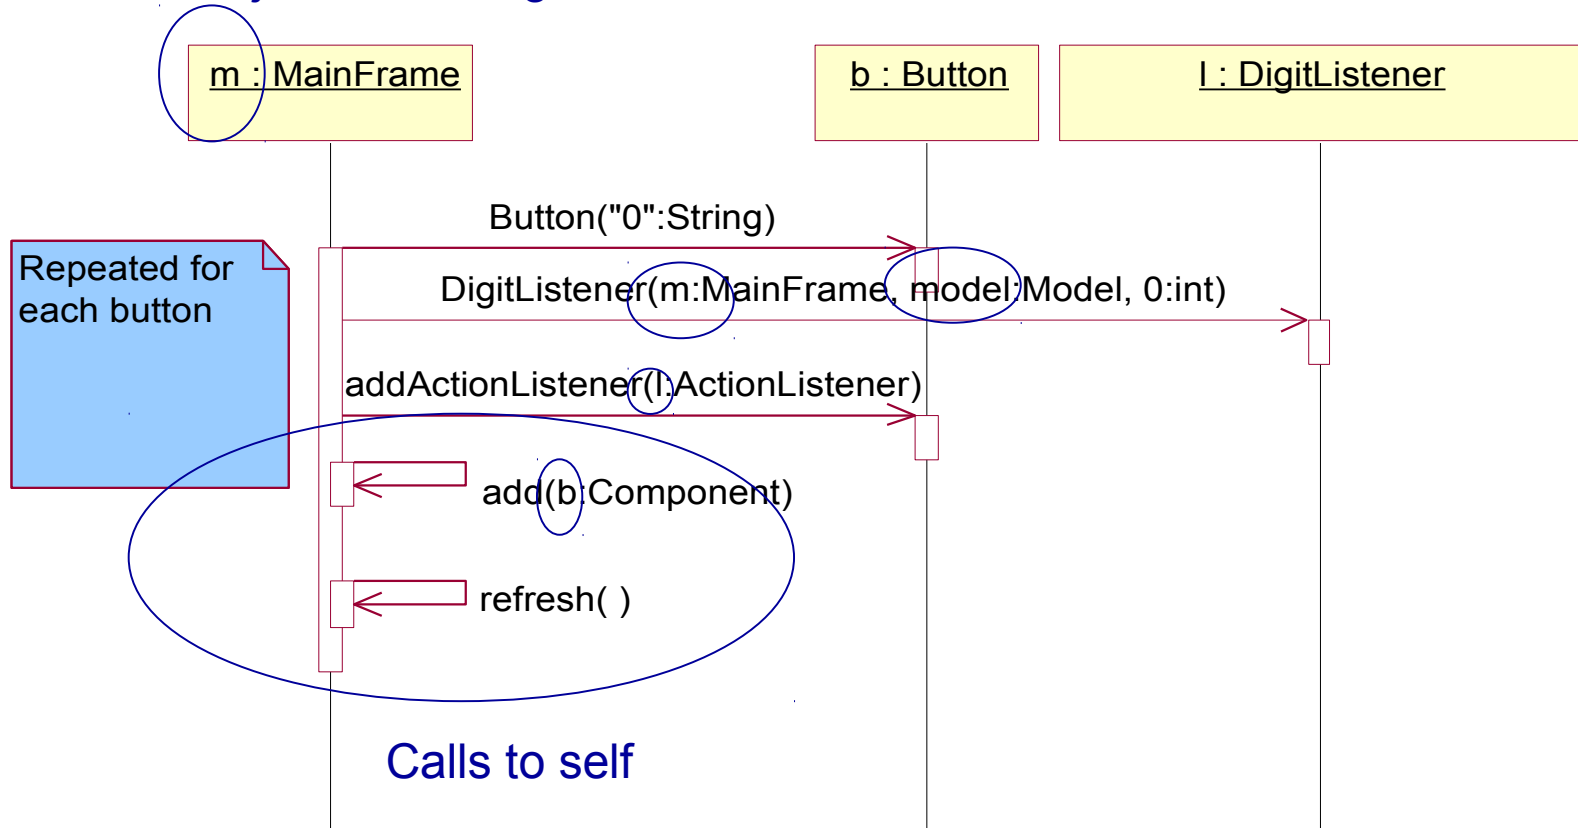 m : MainFrame
b : Button
l : DigitListener
Button("0":String)
Repeated for
each button
DigitListener(m:MainFrame, model:Model, 0:int)
addActionListener(l:ActionListener)
add(b:Component)
refresh( )
Calls to self